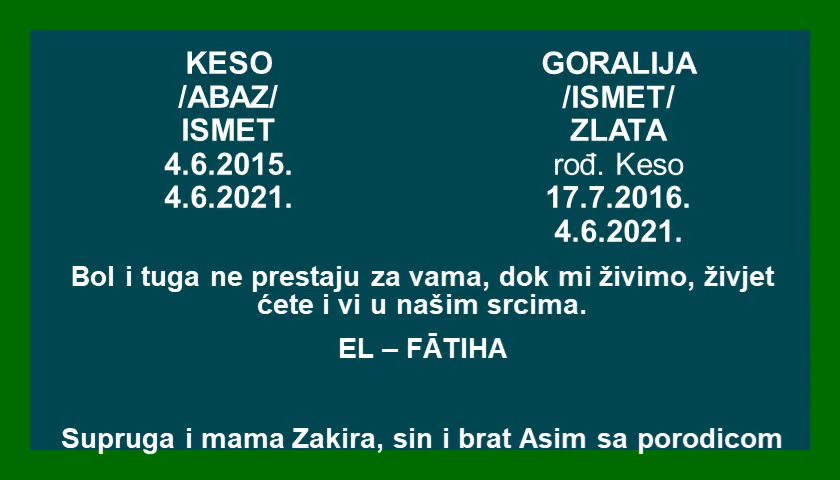 KESO
/ABAZ/
ISMET
4.6.2015.
4.6.2021.
GORALIJA
/ISMET/
ZLATA
rođ. Keso
17.7.2016.
4.6.2021.
Bol i tuga ne prestaju za vama, dok mi živimo, živjet
ćete i vi u našim srcima.
EL – FĀTIHA
Supruga i mama Zakira, sin i brat Asim sa porodicom